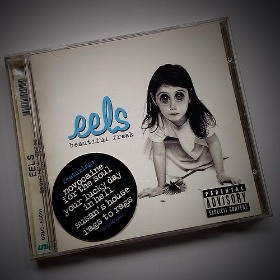 eels
beautiful freak
featuring:
novocaine
for the soul
your lucky day
in hell
susan's house
rags to rags
PARENTAL
ADVISORY
EXPLICIT CONTENT
EELS